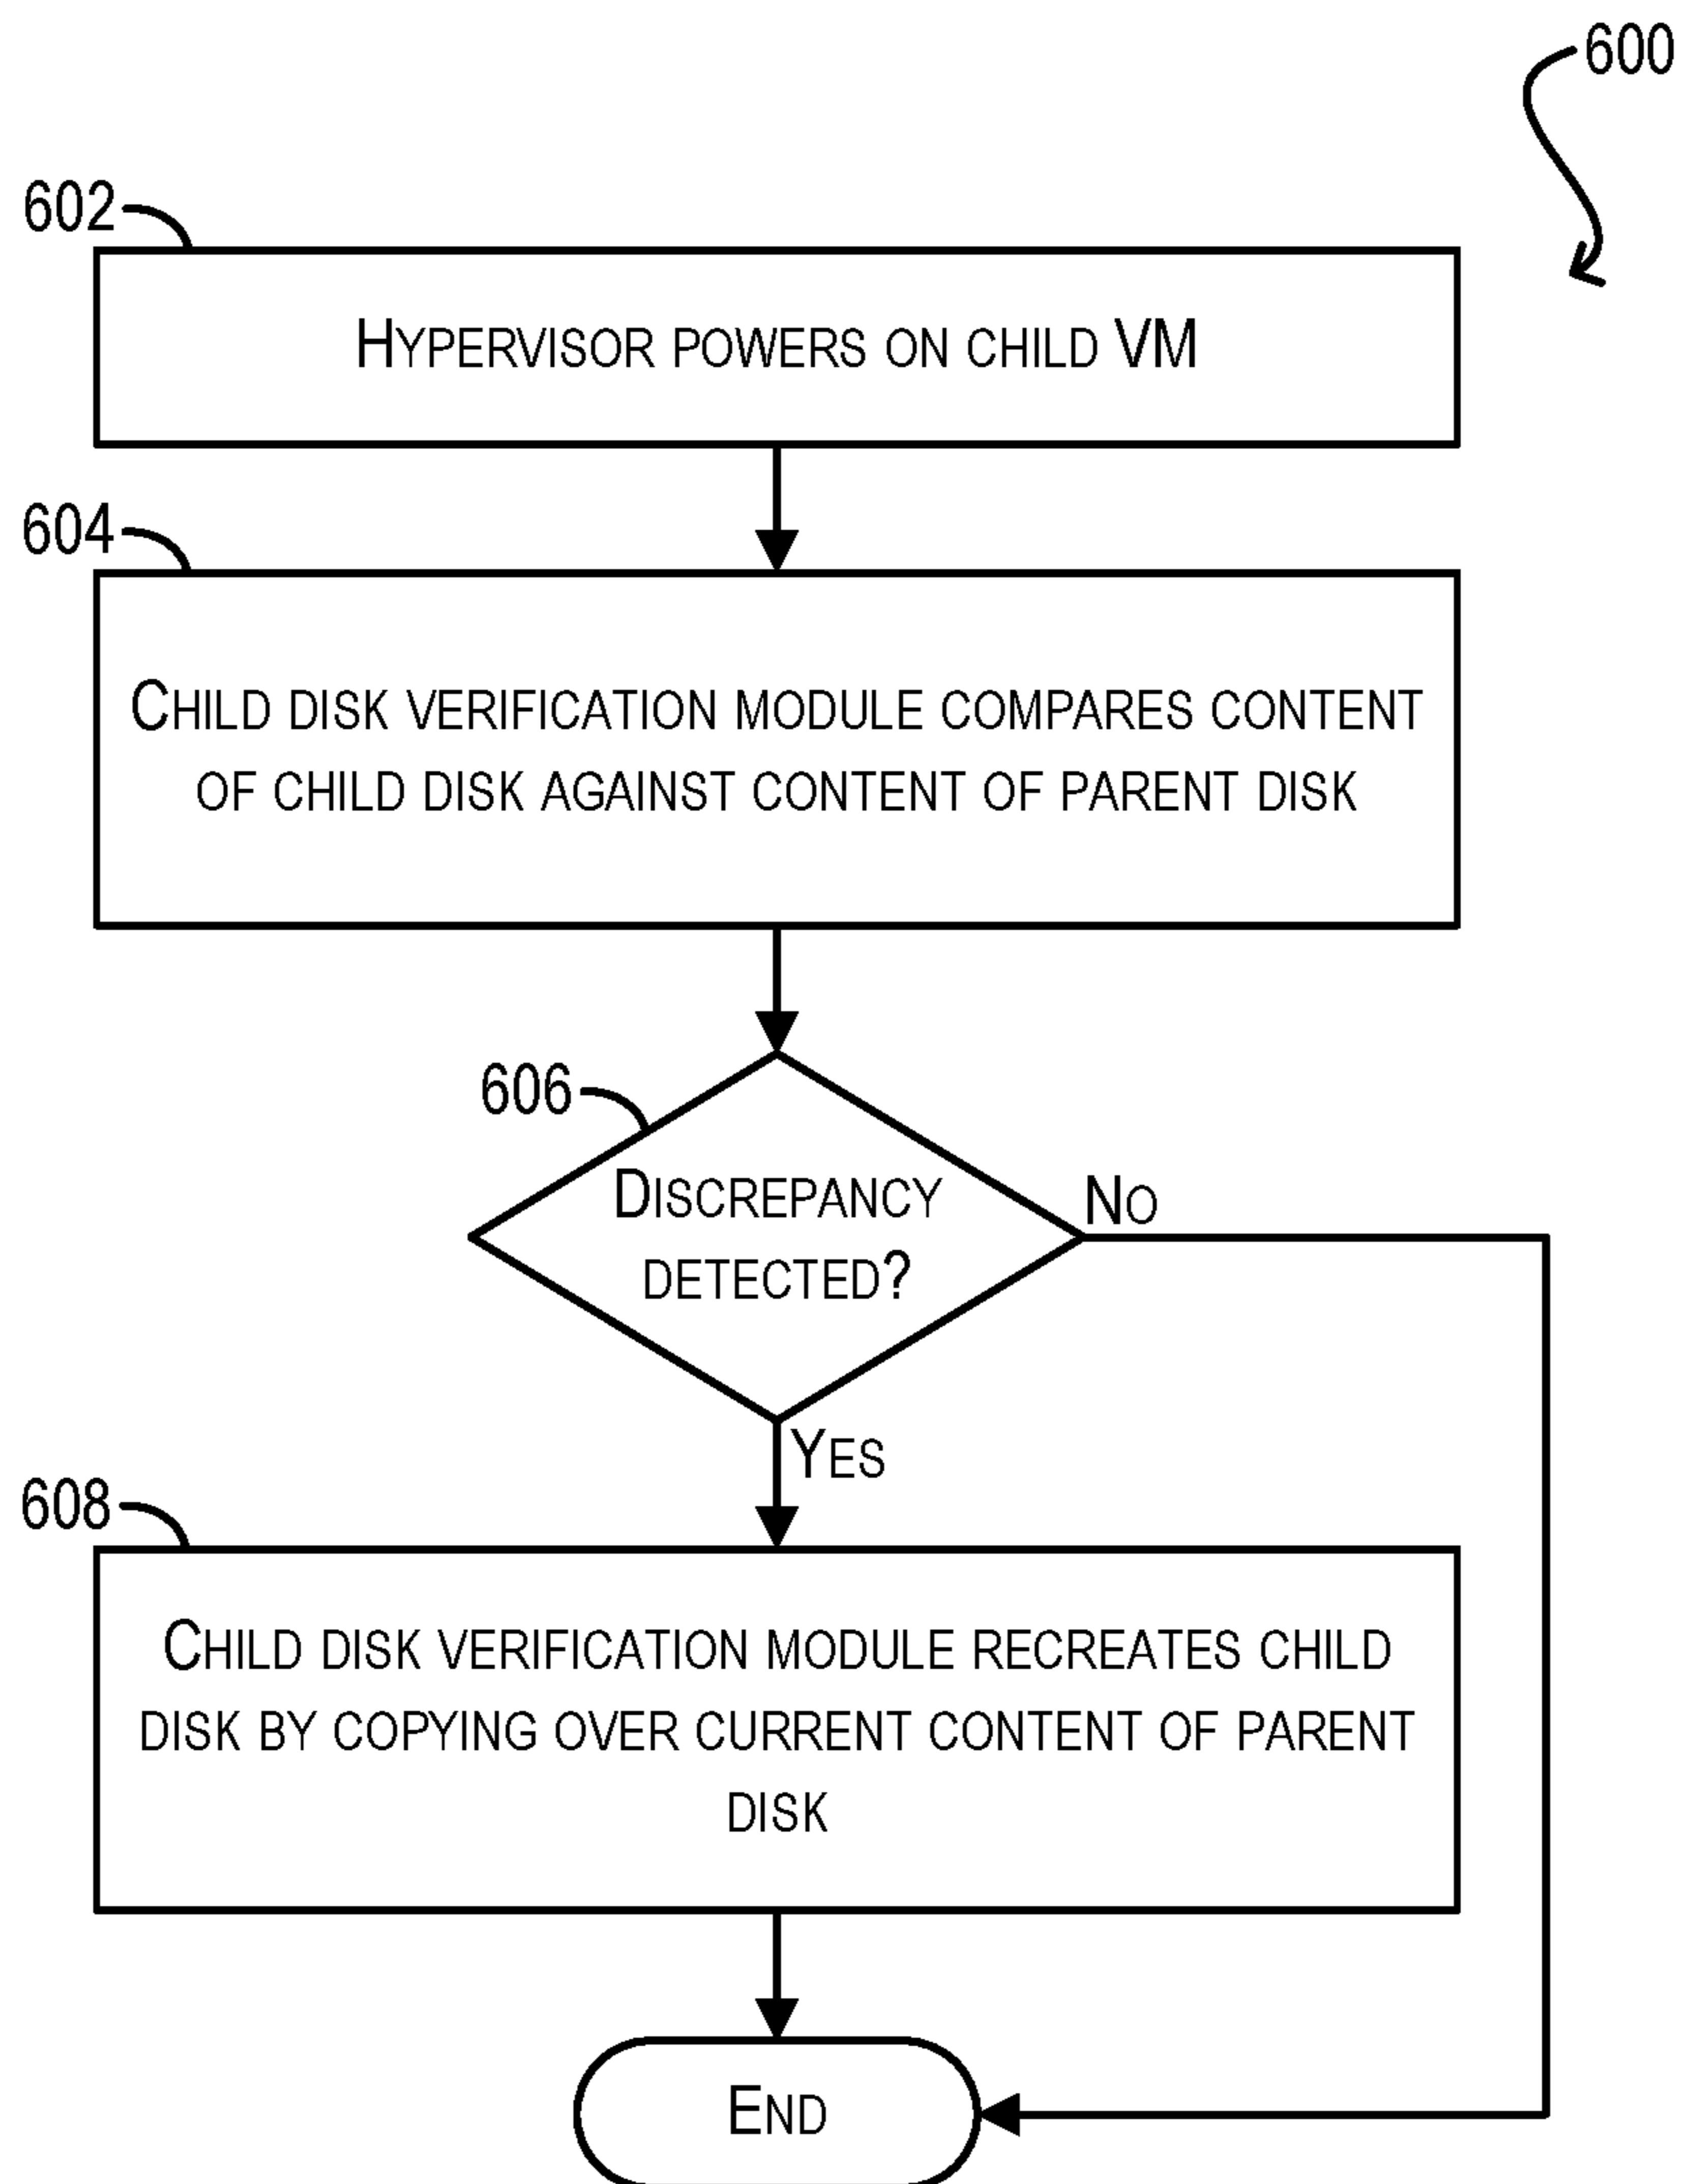 600
602
Hypervisor powers on child VM
604
Child disk verification module compares content
of child disk against content of parent disk
606
Discrepancy
detected?
No
Yes
608
Child disk verification module recreates child
disk by copying over current content of parent
disk
End